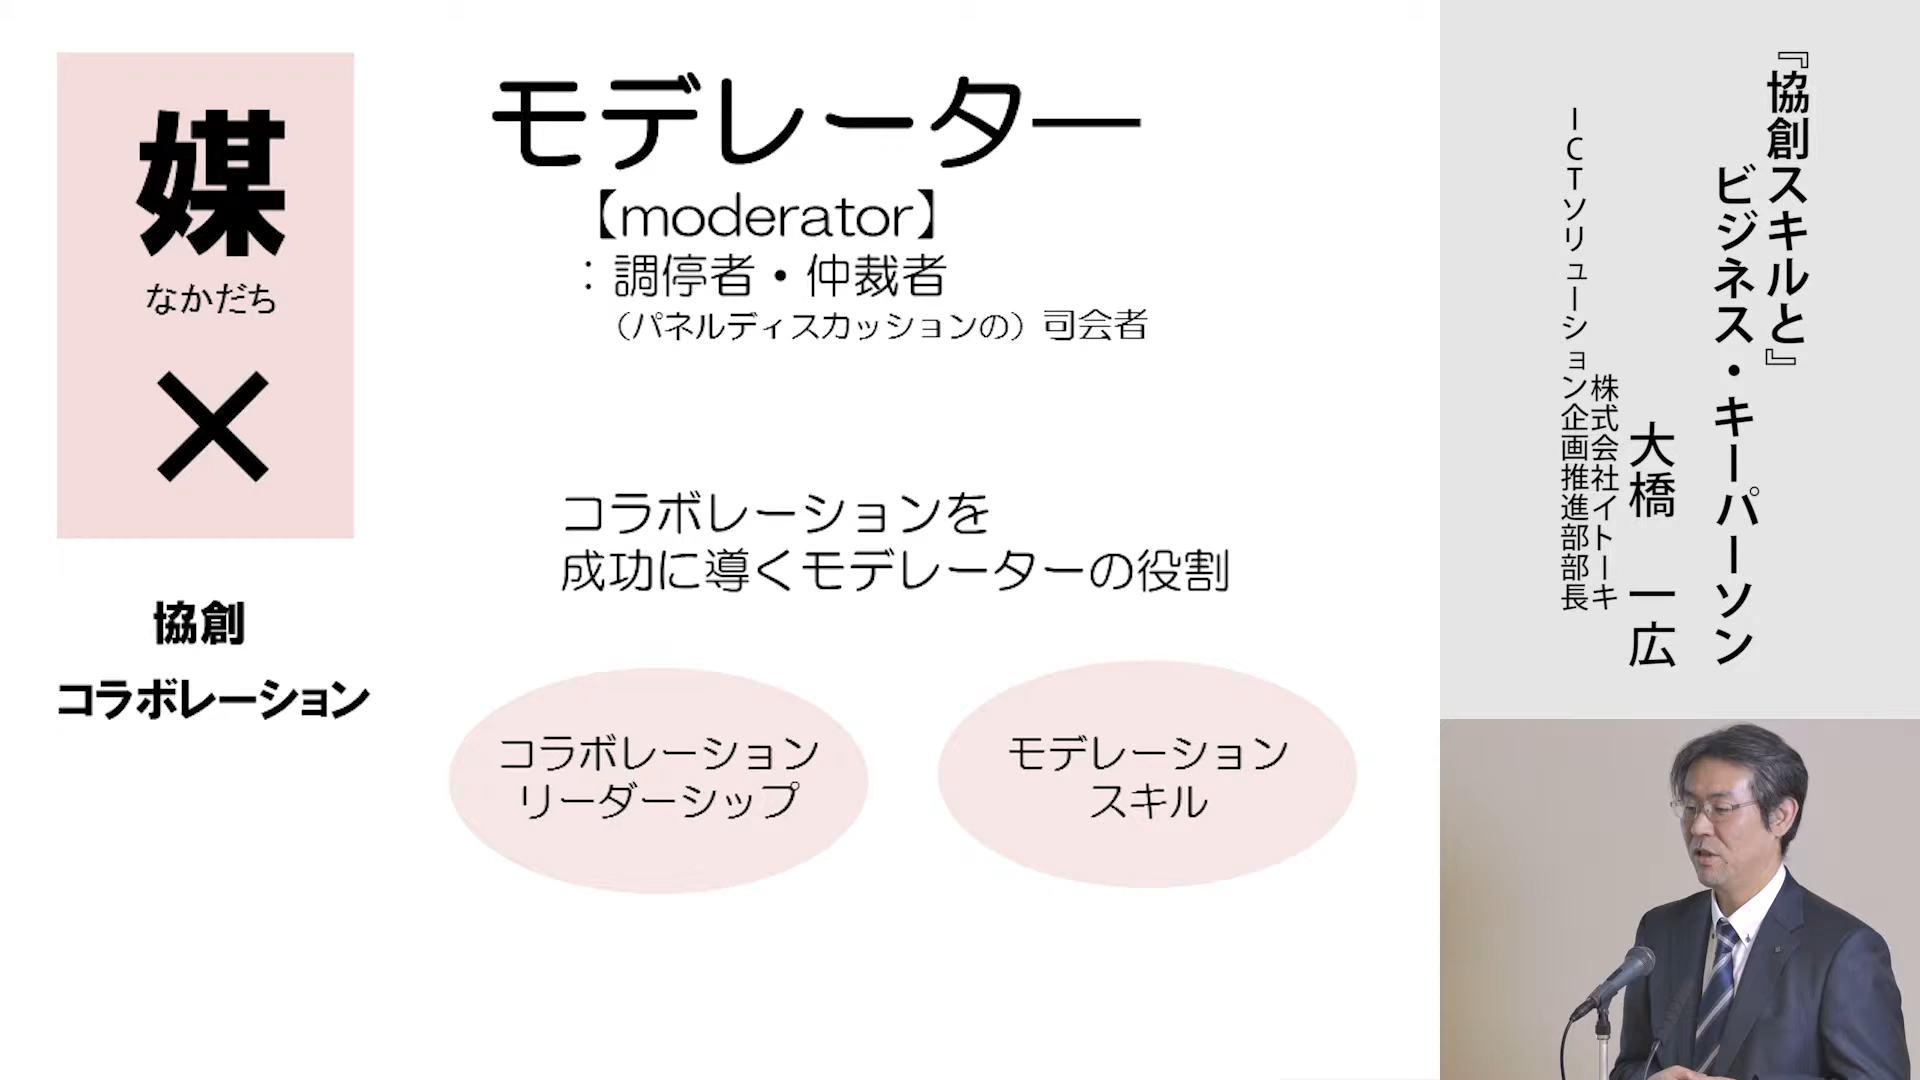 媒
なかだち
×
協創
コラボレーション
モデレーター
【moderator】
：調停者・仲裁者
（パネルディスカッションの）司会者
コラボレーションを
成功に導くモデレーターの役割
コラボレーション
リーダーシップ
モデレーション
スキル
『協創スキルと』
ビジネス・キーパーソン
大橋 一広
株式会社イトーキ
ICTソリューション企画推進部部長